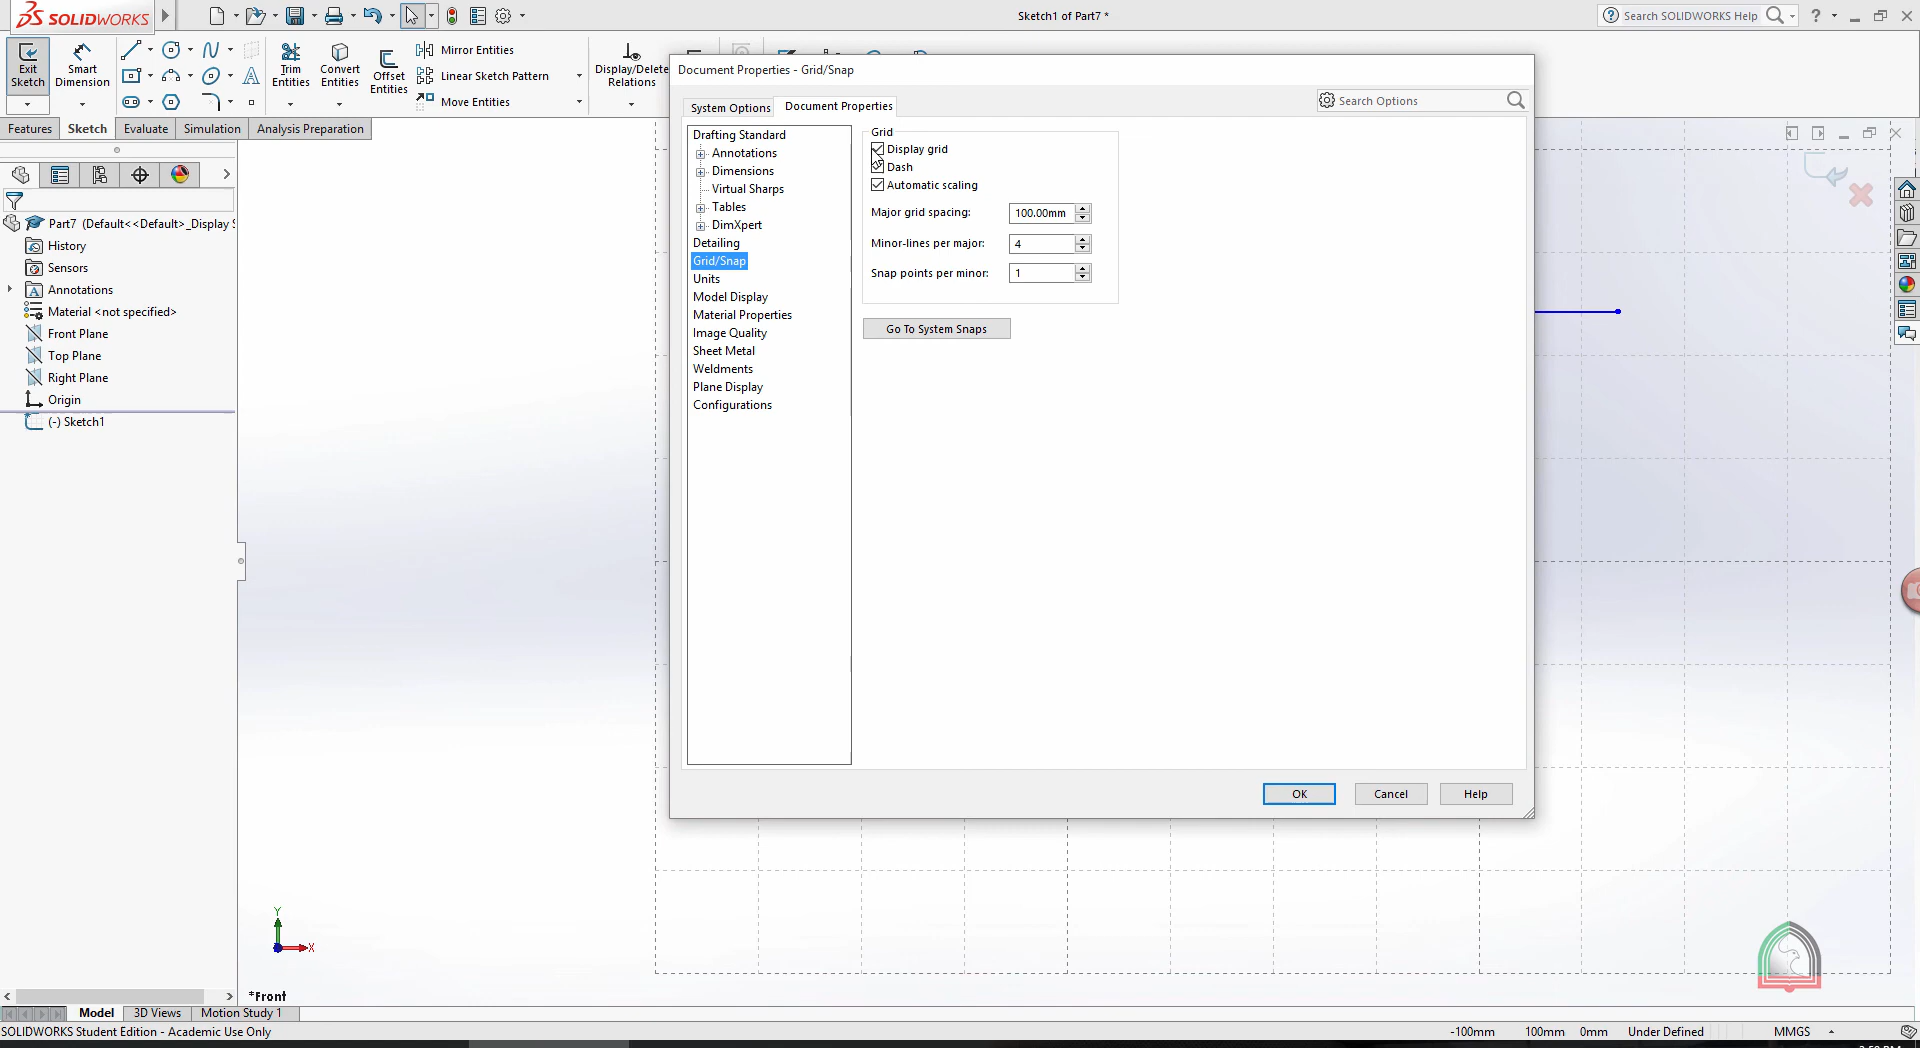 SOLIDWORKS
Sketch1 of Part7 *
Search SOLIDWORKS Help
?
Exit Sketch
Smart Dimension
Trim Entities
Convert Entities
Offset Entities
Mirror Entities
Linear Sketch Pattern
Move Entities
Display/Delete Relations
Features
Sketch
Evaluate
Simulation
Analysis Preparation
Part7 (Default<<Default>_Display S
History
Sensors
Annotations
Material <not specified>
Front Plane
Top Plane
Right Plane
Origin
(-) Sketch1
Document Properties - Grid/Snap
System Options
Document Properties
Search Options
Drafting Standard
Annotations
Dimensions
Virtual Sharps
Tables
DimXpert
Detailing
Grid/Snap
Units
Model Display
Material Properties
Image Quality
Sheet Metal
Weldments
Plane Display
Configurations
Grid
Display grid
Dash
Automatic scaling
Major grid spacing: 100.00mm
Minor-lines per major: 4
Snap points per minor: 1
Go To System Snaps
OK
Cancel
Help
Y
X
*Front
Model
3D Views
Motion Study 1
SOLIDWORKS Student Edition - Academic Use Only
-100mm 100mm 0mm Under Defined MMGS